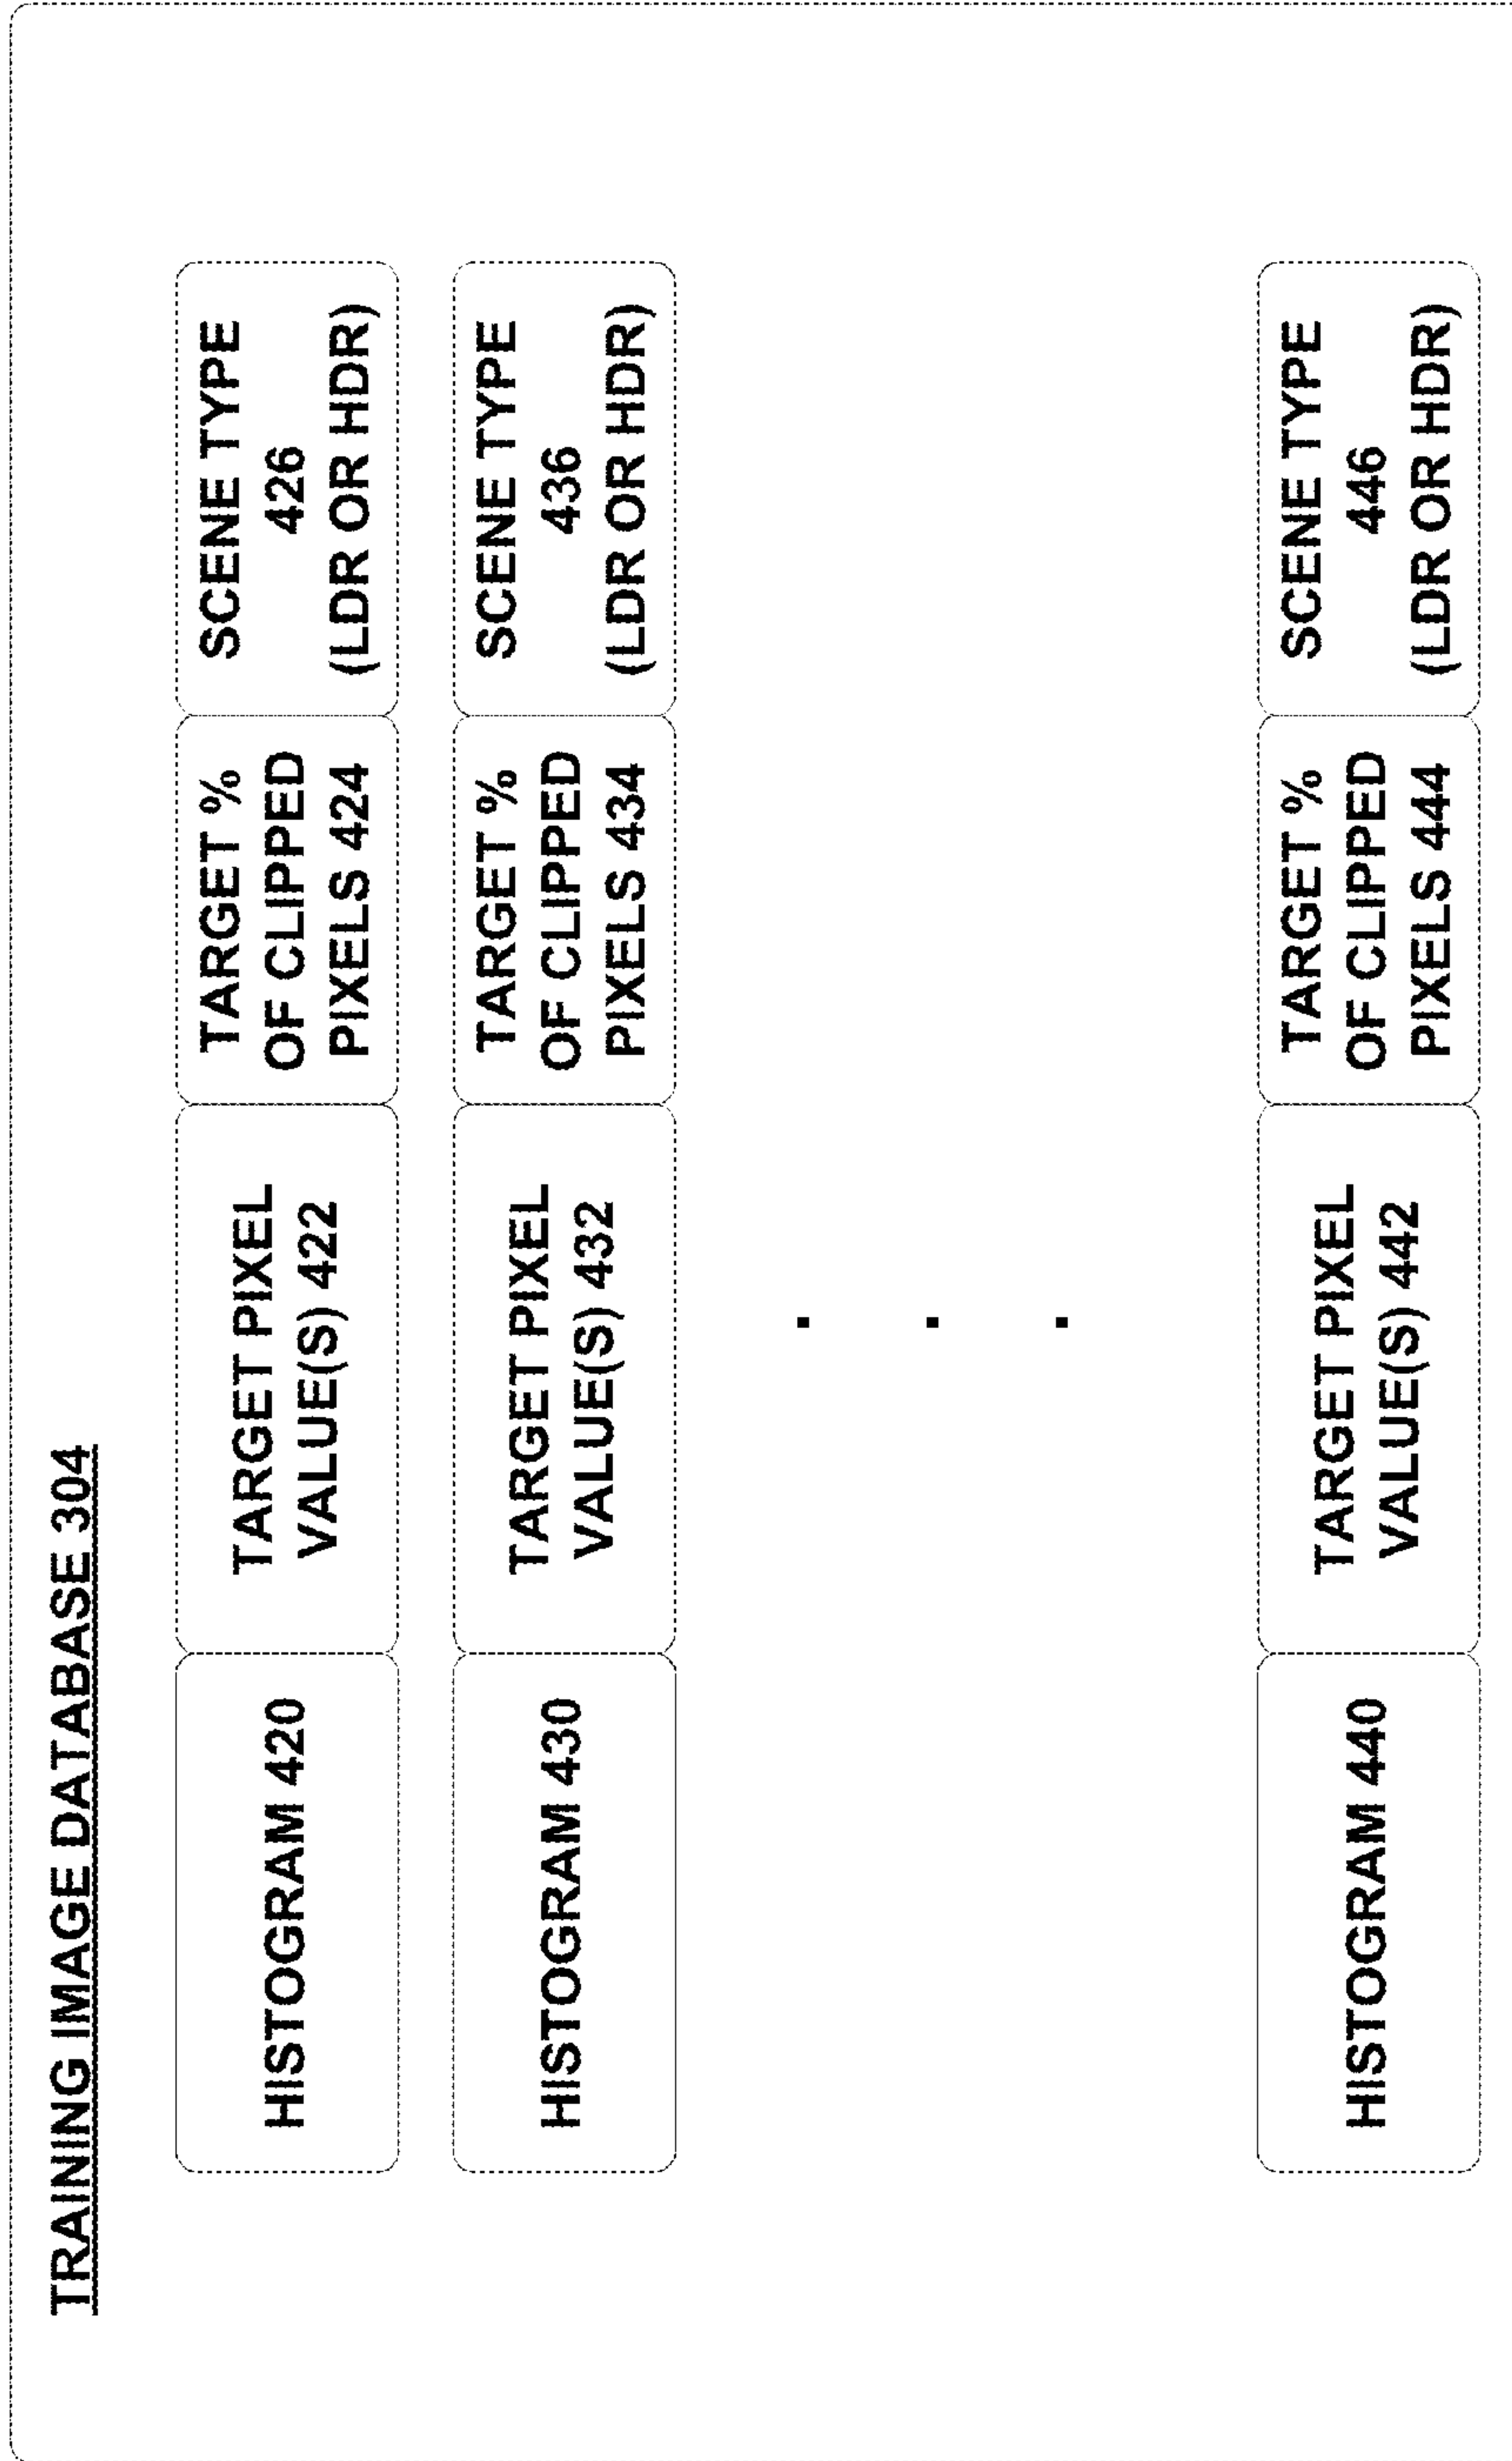 TRAINING IMAGE DATABASE 304
HISTOGRAM 420
TARGET PIXEL
VALUE(S) 422
TARGET %
OF CLIPPED
PIXELS 424
SCENE TYPE
426
(LDR OR HDR)
HISTOGRAM 430
TARGET PIXEL
VALUE(S) 432
TARGET %
OF CLIPPED
PIXELS 434
SCENE TYPE
436
(LDR OR HDR)
. . .
HISTOGRAM 440
TARGET PIXEL
VALUE(S) 442
TARGET %
OF CLIPPED
PIXELS 444
SCENE TYPE
446
(LDR OR HDR)